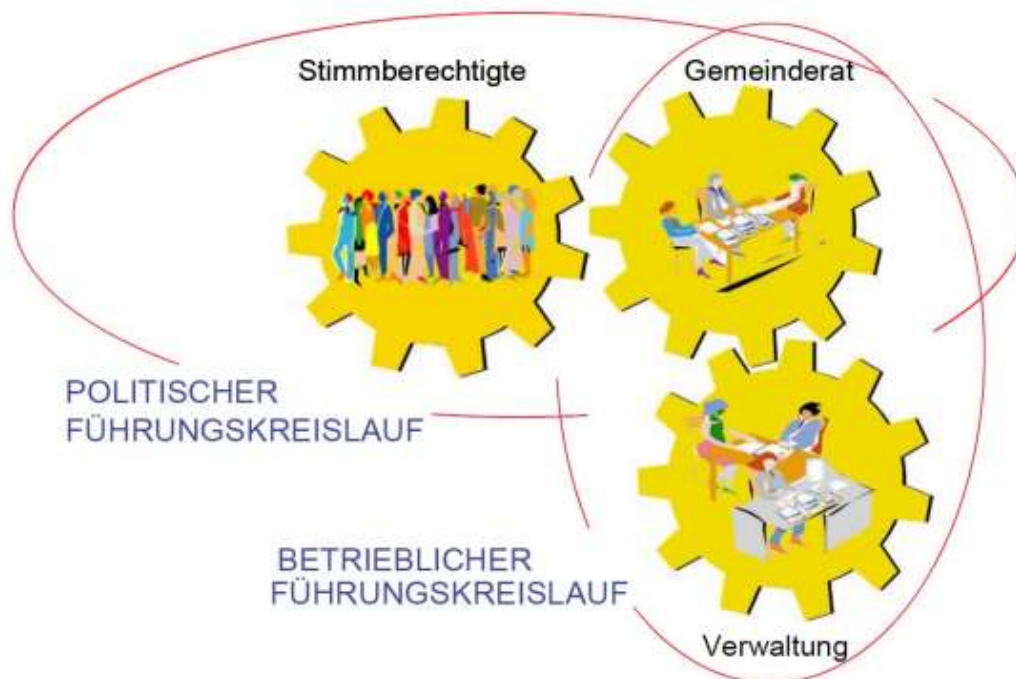 Stimmberechtigte
Gemeinderat
POLITISCHER
FÜHRUNGSKREISLAUF
BETRIEBLICHER
FÜHRUNGSKREISLAUF
Verwaltung